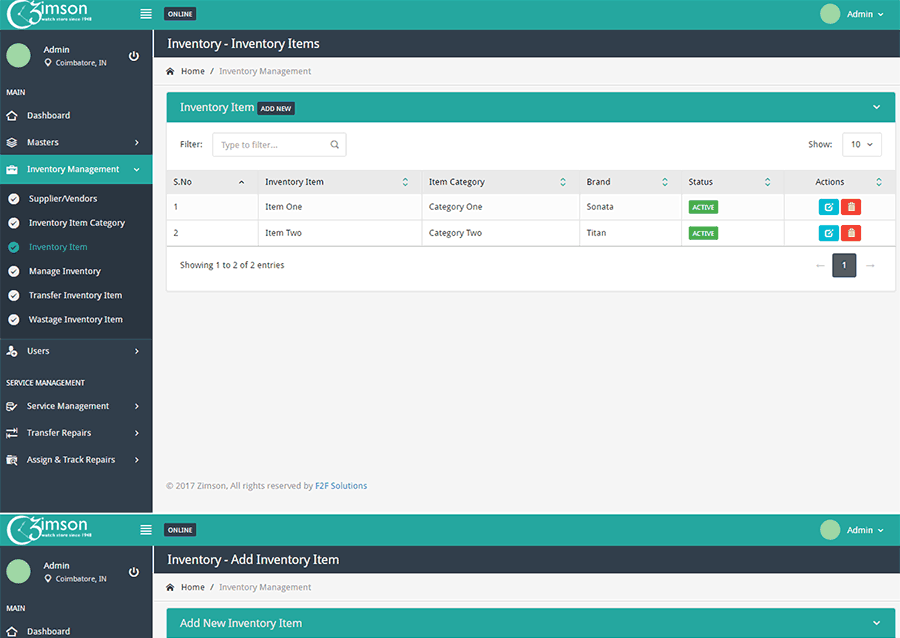 Zimson
watch store since 1948
ONLINE
Admin
Admin
Coimbatore, IN
MAIN
Dashboard
Masters
Inventory Management
Supplier/Vendors
Inventory Item Category
Inventory Item
Manage Inventory
Transfer Inventory Item
Wastage Inventory Item
Users
SERVICE MANAGEMENT
Service Management
Transfer Repairs
Assign & Track Repairs
Inventory - Inventory Items
Home / Inventory Management
Inventory Item ADD NEW
Filter: Type to filter... Show: 10
S.No Inventory Item Item Category Brand Status Actions
1 Item One Category One Sonata ACTIVE
2 Item Two Category Two Titan ACTIVE
Showing 1 to 2 of 2 entries ← 1 →
© 2017 Zimson, All rights reserved by F2F Solutions
Zimson
watch store since 1948
ONLINE
Admin
Admin
Coimbatore, IN
MAIN
Dashboard
Inventory - Add Inventory Item
Home / Inventory Management
Add New Inventory Item